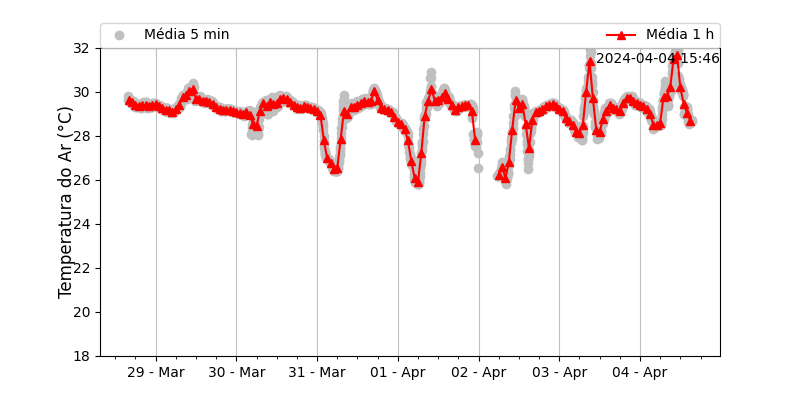 Média 5 min
Média 1 h
2024-04-04 15:46
Temperatura do Ar (°C)
32
30
28
26
24
22
20
18
29 - Mar
30 - Mar
31 - Mar
01 - Apr
02 - Apr
03 - Apr
04 - Apr